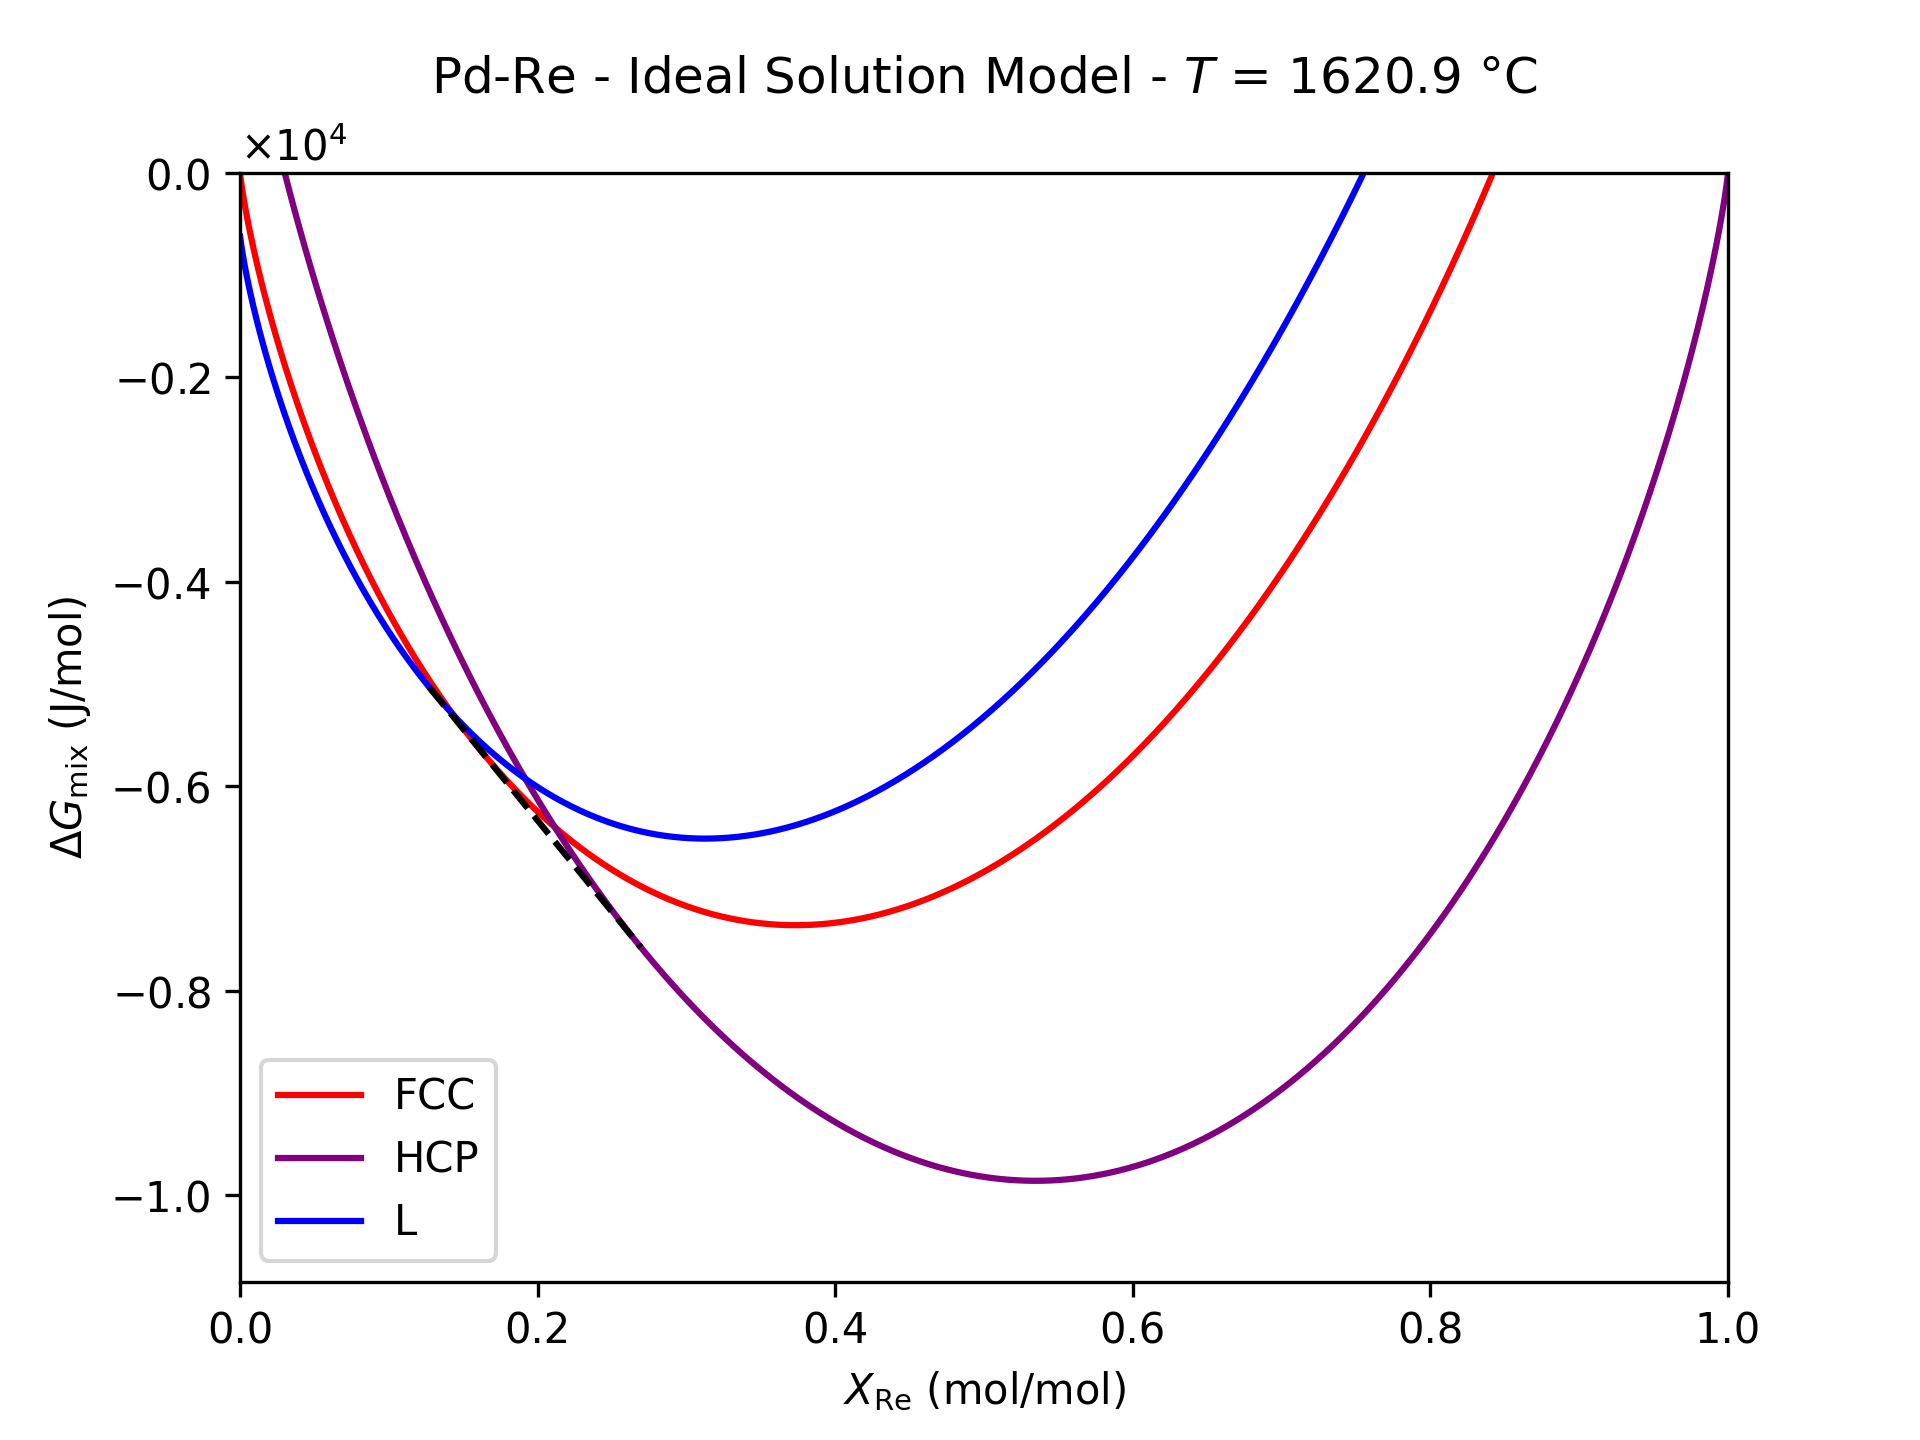 Pd-Re - Ideal Solution Model - T = 1620.9 °C
×10⁴
0.0
−0.2
−0.4
−0.6
−0.8
−1.0
ΔG_mix (J/mol)
FCC
HCP
L
0.0 0.2 0.4 0.6 0.8 1.0
X_Re (mol/mol)